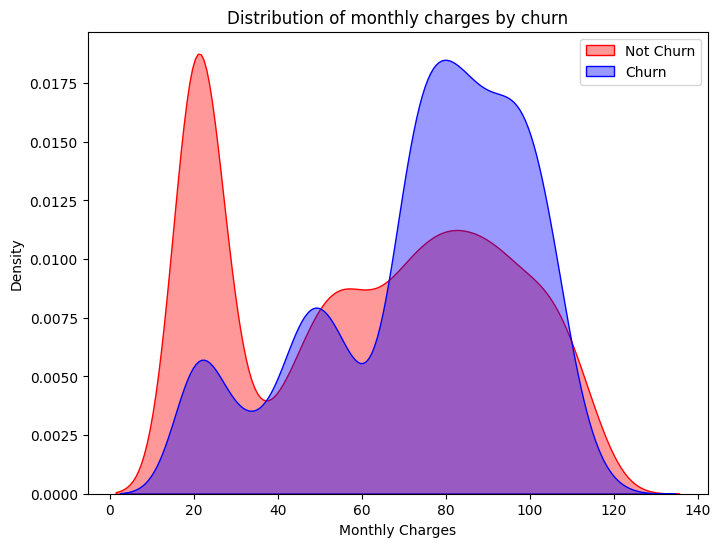 Distribution of monthly charges by churn
Not Churn
Churn
Density
0.0175
0.0150
0.0125
0.0100
0.0075
0.0050
0.0025
0.0000
0 20 40 60 80 100 120 140
Monthly Charges